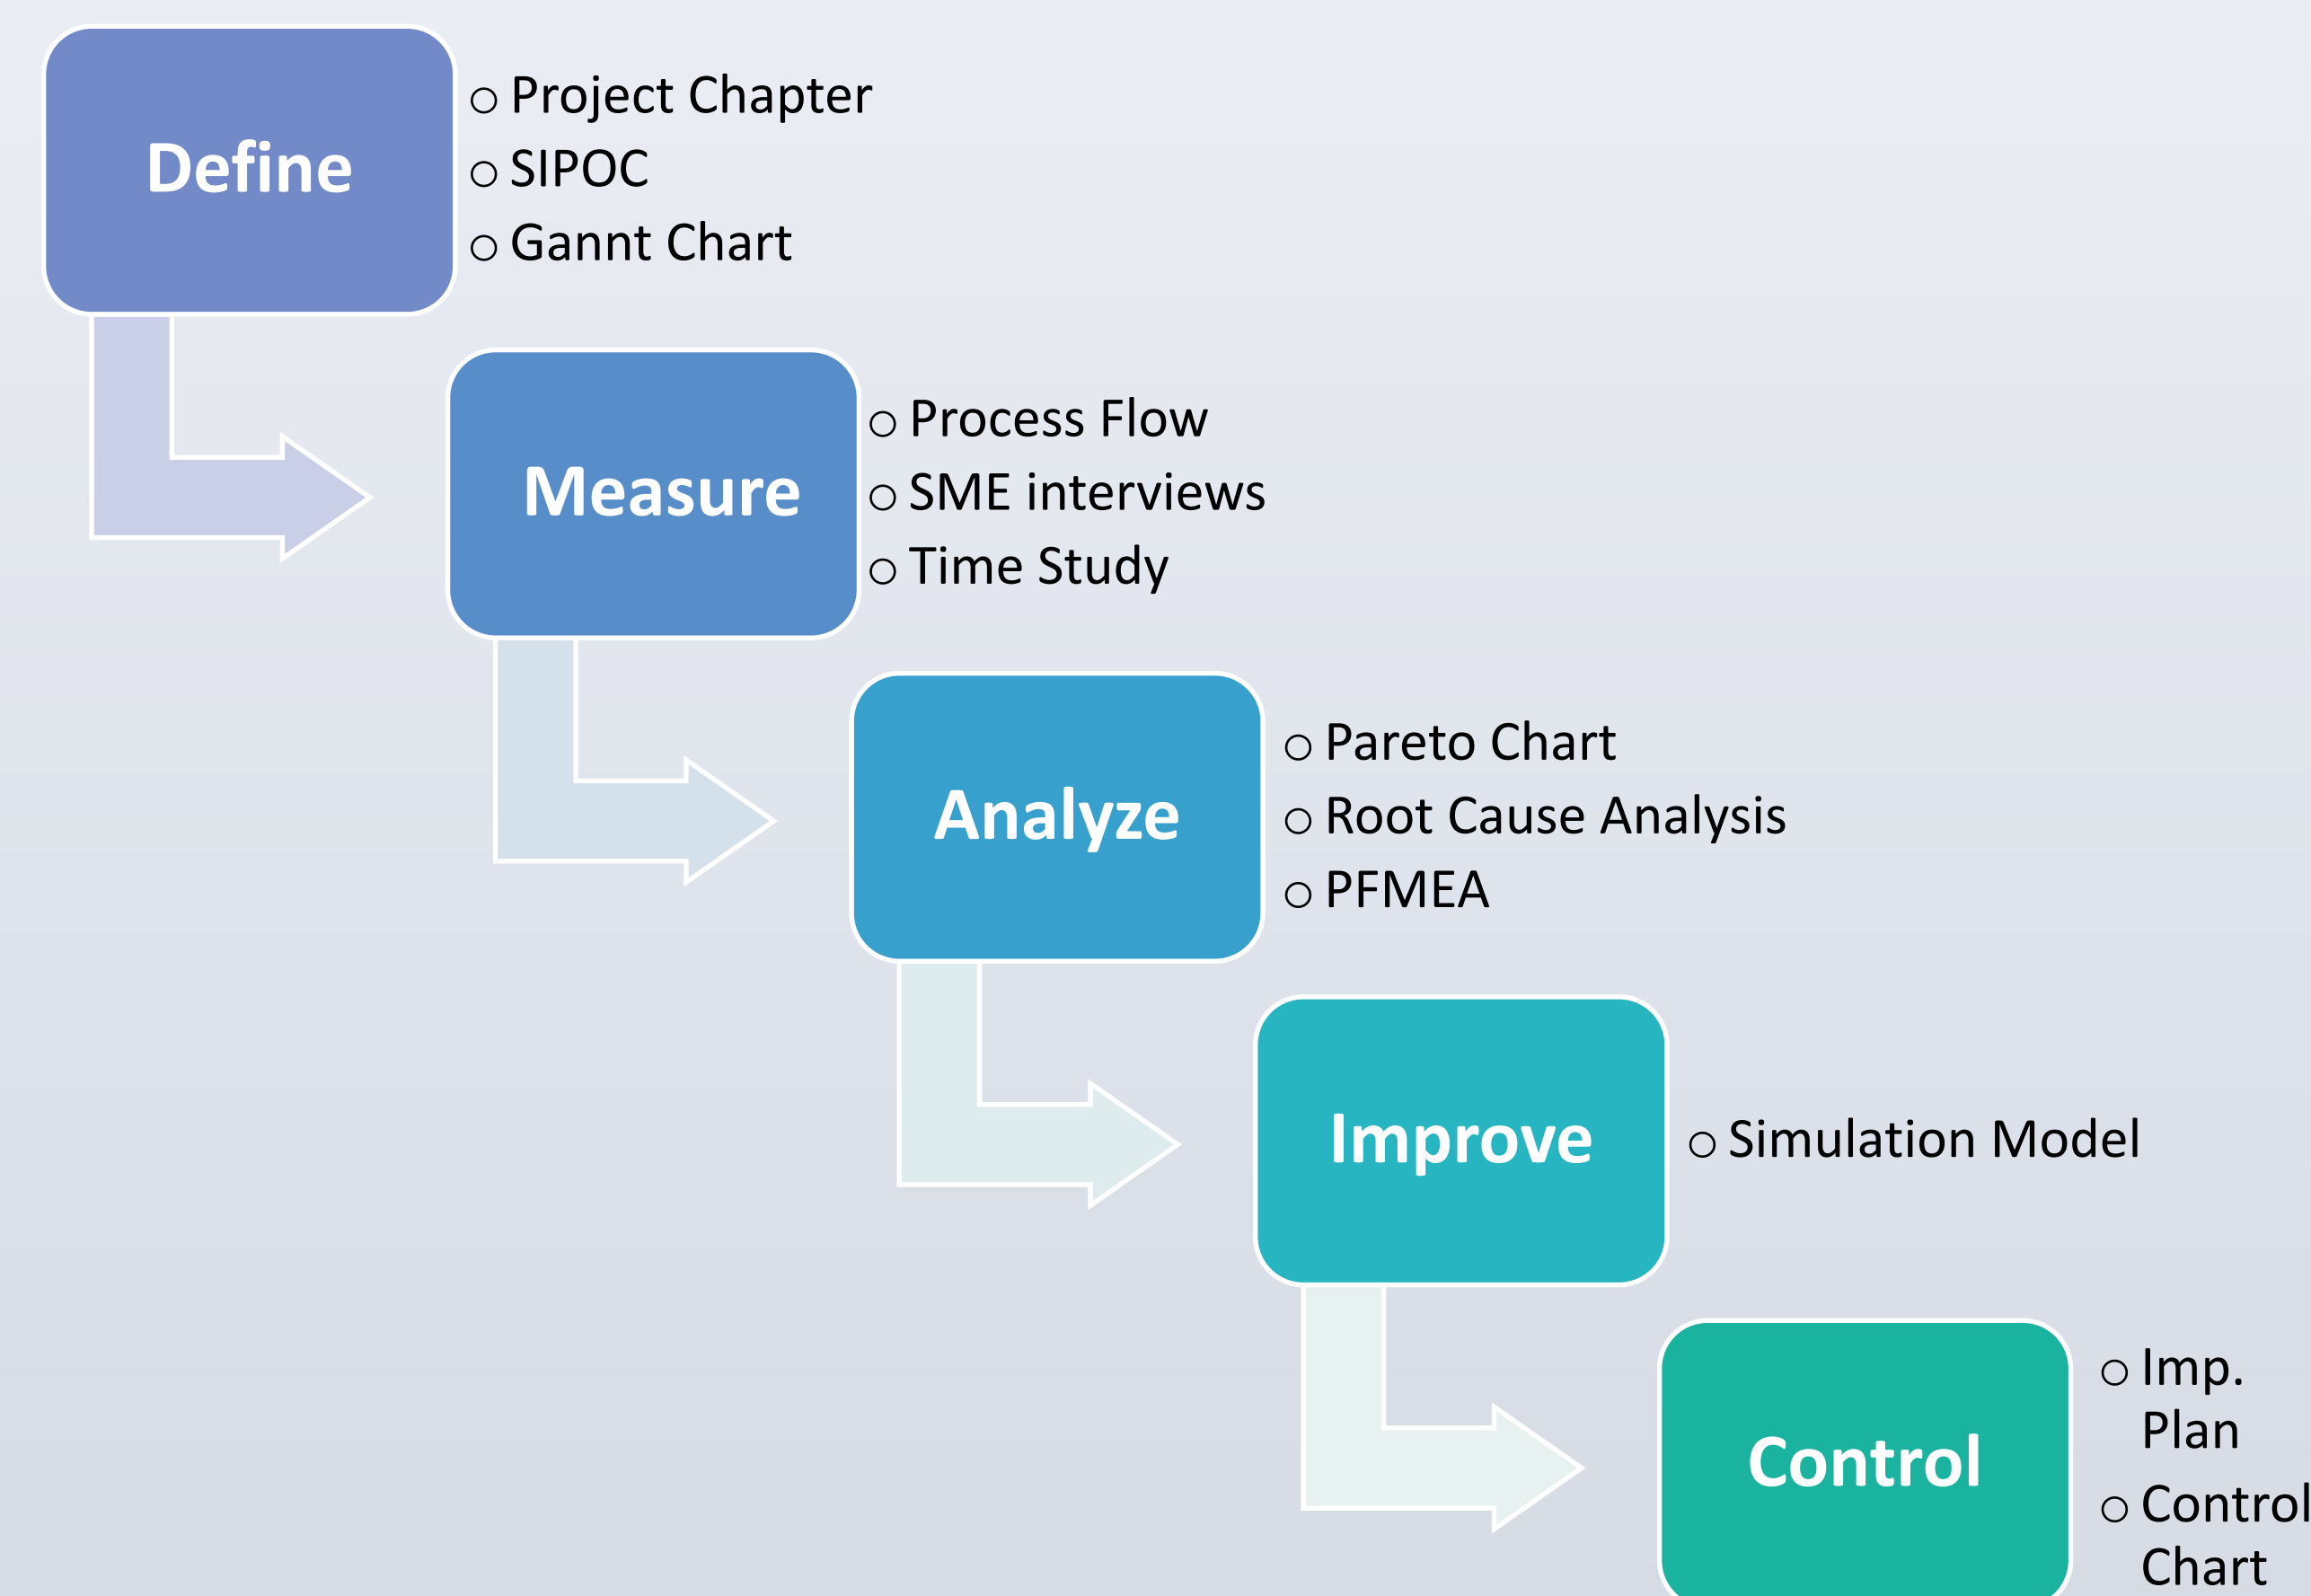 Define
○ Project Chapter
○ SIPOC
○ Gannt Chart
Measure
○ Process Flow
○ SME interviews
○ Time Study
Analyze
○ Pareto Chart
○ Root Cause Analysis
○ PFMEA
Improve
○ Simulation Model
Control
○ Imp.
Plan
○ Control
Chart